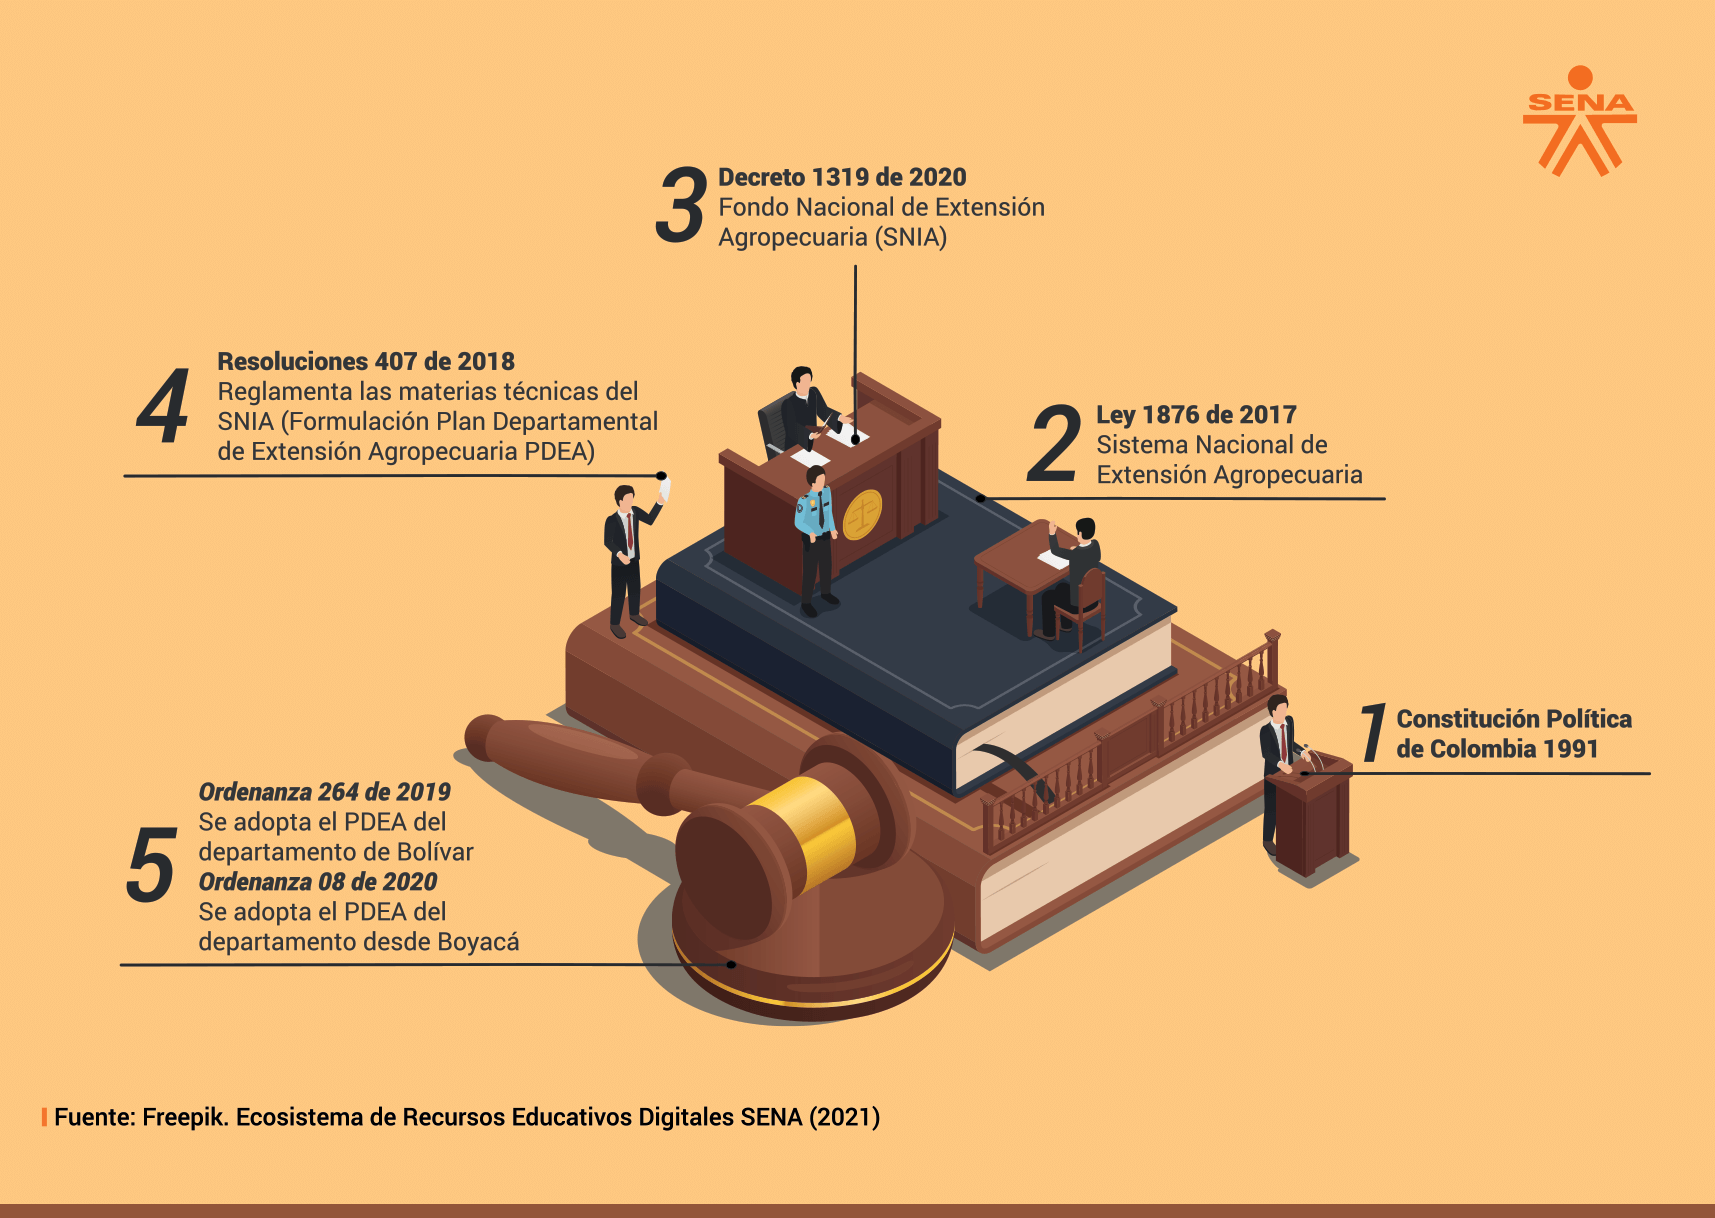 SENA
3
Decreto 1319 de 2020
Fondo Nacional de Extensión
Agropecuaria (SNIA)
4
Resoluciones 407 de 2018
Reglamenta las materias técnicas del
SNIA (Formulación Plan Departamental
de Extensión Agropecuaria PDEA)
2
Ley 1876 de 2017
Sistema Nacional de
Extensión Agropecuaria
1
Constitución Política
de Colombia 1991
5
Ordenanza 264 de 2019
Se adopta el PDEA del
departamento de Bolívar
Ordenanza 08 de 2020
Se adopta el PDEA del
departamento desde Boyacá
Fuente: Freepik. Ecosistema de Recursos Educativos Digitales SENA (2021)